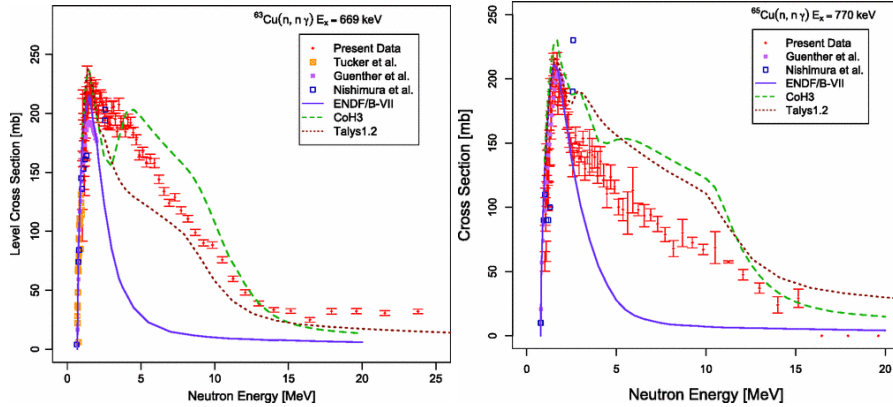 ⁶³Cu(n, n γ) Eₓ = 669 keV
Present Data
Tucker et al.
Guenther et al.
Nishimura et al.
ENDF/B-VII
CoH3
Talys1.2
Level Cross Section [mb]
250
200
150
100
50
0
0 5 10 15 20 25
Neutron Energy [MeV]
⁶⁵Cu(n, n γ) Eₓ = 770 keV
Present Data
Guenther et al.
Nishimura et al.
ENDF/B-VII
CoH3
Talys1.2
Cross Section [mb]
250
200
150
100
50
0
0 5 10 15 20
Neutron Energy [MeV]